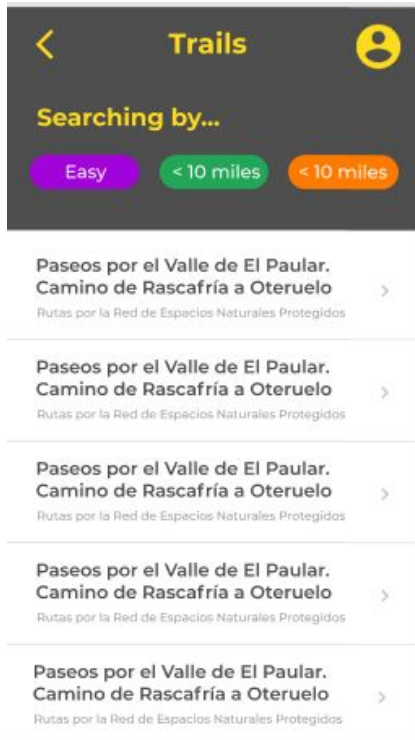 Trails
Searching by...
Easy
< 10 miles
< 10 miles
Paseos por el Valle de El Paular.
Camino de Rascafría a Oteruelo
Rutas por la Red de Espacios Naturales Protegidos
Paseos por el Valle de El Paular.
Camino de Rascafría a Oteruelo
Rutas por la Red de Espacios Naturales Protegidos
Paseos por el Valle de El Paular.
Camino de Rascafría a Oteruelo
Rutas por la Red de Espacios Naturales Protegidos
Paseos por el Valle de El Paular.
Camino de Rascafría a Oteruelo
Rutas por la Red de Espacios Naturales Protegidos
Paseos por el Valle de El Paular.
Camino de Rascafría a Oteruelo
Rutas por la Red de Espacios Naturales Protegidos